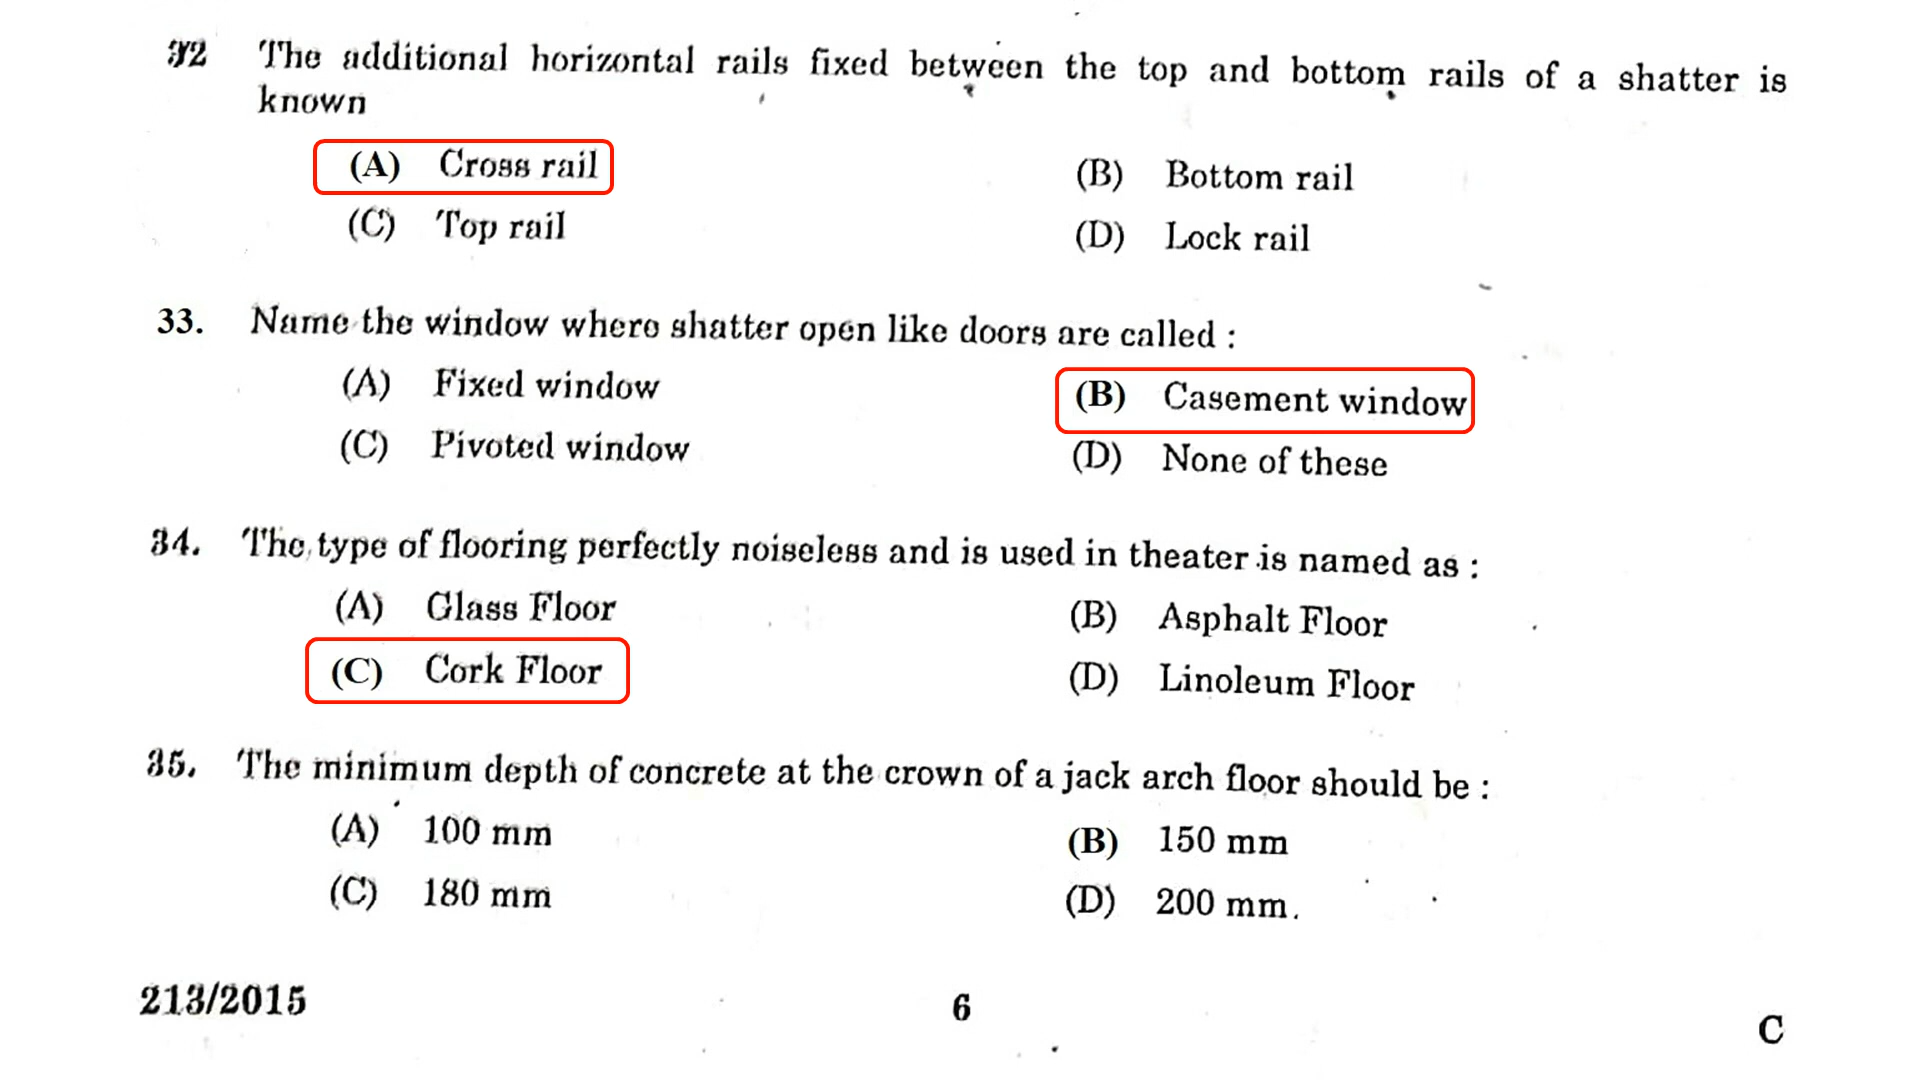 32 The additional horizontal rails fixed between the top and bottom rails of a shatter is
known
(A) Cross rail (B) Bottom rail
(C) Top rail (D) Lock rail
33. Name the window where shatter open like doors are called :
(A) Fixed window (B) Casement window
(C) Pivoted window (D) None of these
34. The type of flooring perfectly noiseless and is used in theater is named as :
(A) Glass Floor (B) Asphalt Floor
(C) Cork Floor (D) Linoleum Floor
35. The minimum depth of concrete at the crown of a jack arch floor should be :
(A) 100 mm (B) 150 mm
(C) 180 mm (D) 200 mm.
213/2015 6 C